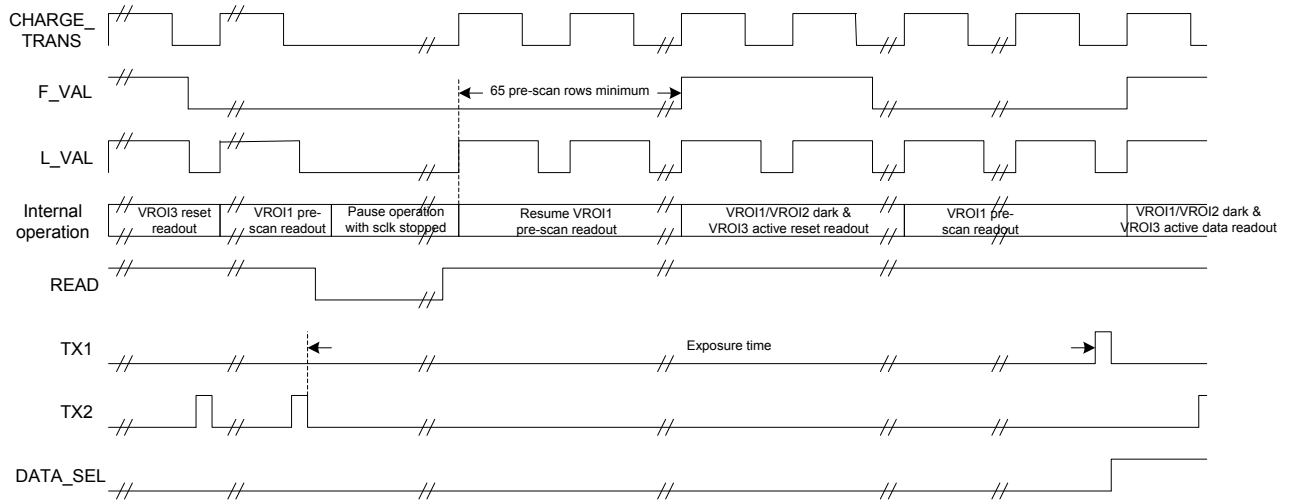 CHARGE_
TRANS
F_VAL
65 pre-scan rows minimum
L_VAL
Internal
operation
VROI3 reset
readout
VROI1 pre-
scan readout
Pause operation
with sclk stopped
Resume VROI1
pre-scan readout
VROI1/VROI2 dark &
VROI3 active reset readout
VROI1 pre-
scan readout
VROI1/VROI2 dark &
VROI3 active data readout
READ
TX1
Exposure time
TX2
DATA_SEL